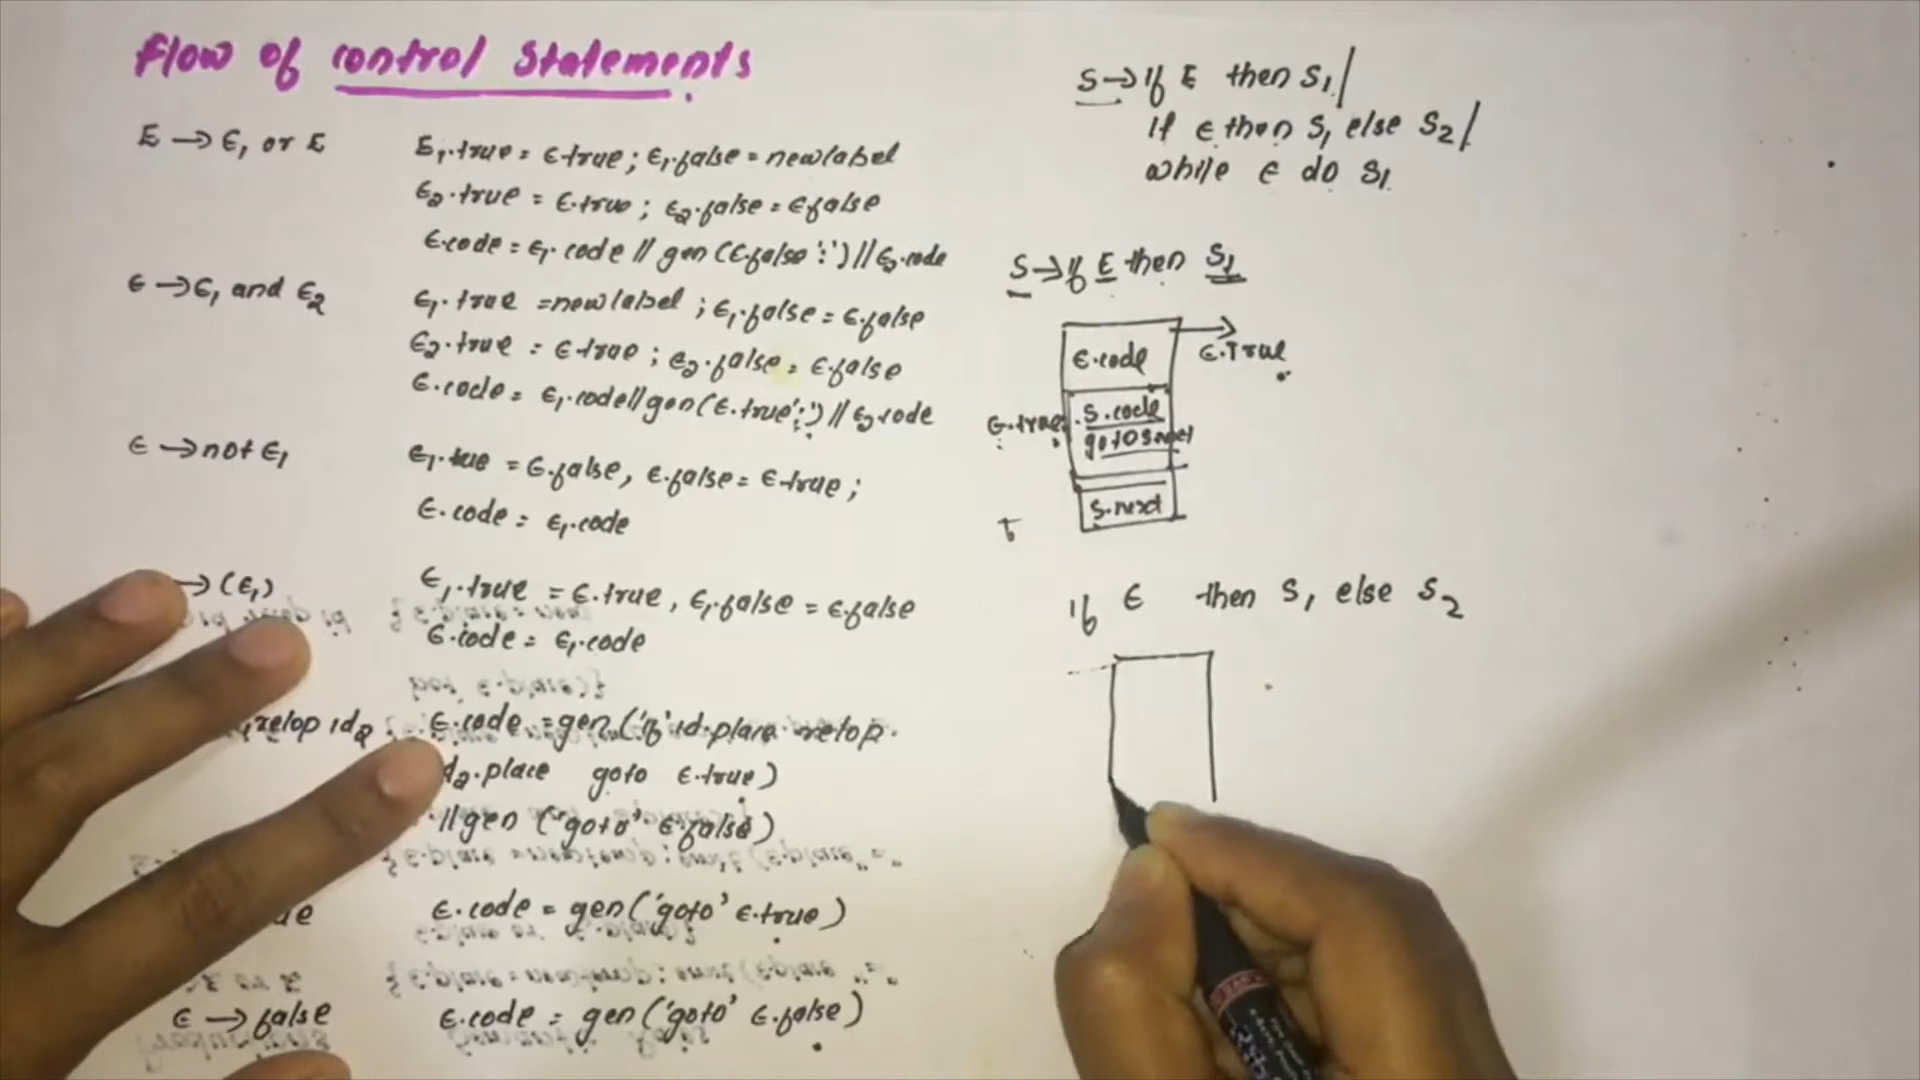 Flow of control Statements
E → E1 or E
E1.true = E.true; E1.false = newlabel
E2.true = E.true; E2.false = E.false
E.code = E1.code // gen (E.false ':') // E2.code
E → E1 and E2
E1.true = newlabel; E1.false = E.false
E2.true = E.true; E2.false = E.false
E.code = E1.code // gen (E.true ':') // E2.code
E → not E1
E1.true = E.false, E.false = E.true;
E.code = E1.code
→ (E1)
E1.true = E.true, E1.false = E.false
E.code = E1.code
relop id2
E.code = gen ('if' id.place relop.
d2.place goto E.true)
// gen ('goto' E.false)
ue
E.code = gen ('goto' E.true)
E → false
E.code = gen ('goto' E.false)
S → If E then S1 /
If E then S1 else S2 /
while E do S1
S → If E then S1
E.code
E.True
E.true.
S.code
goto S.next
S.next
If E then S1 else S2